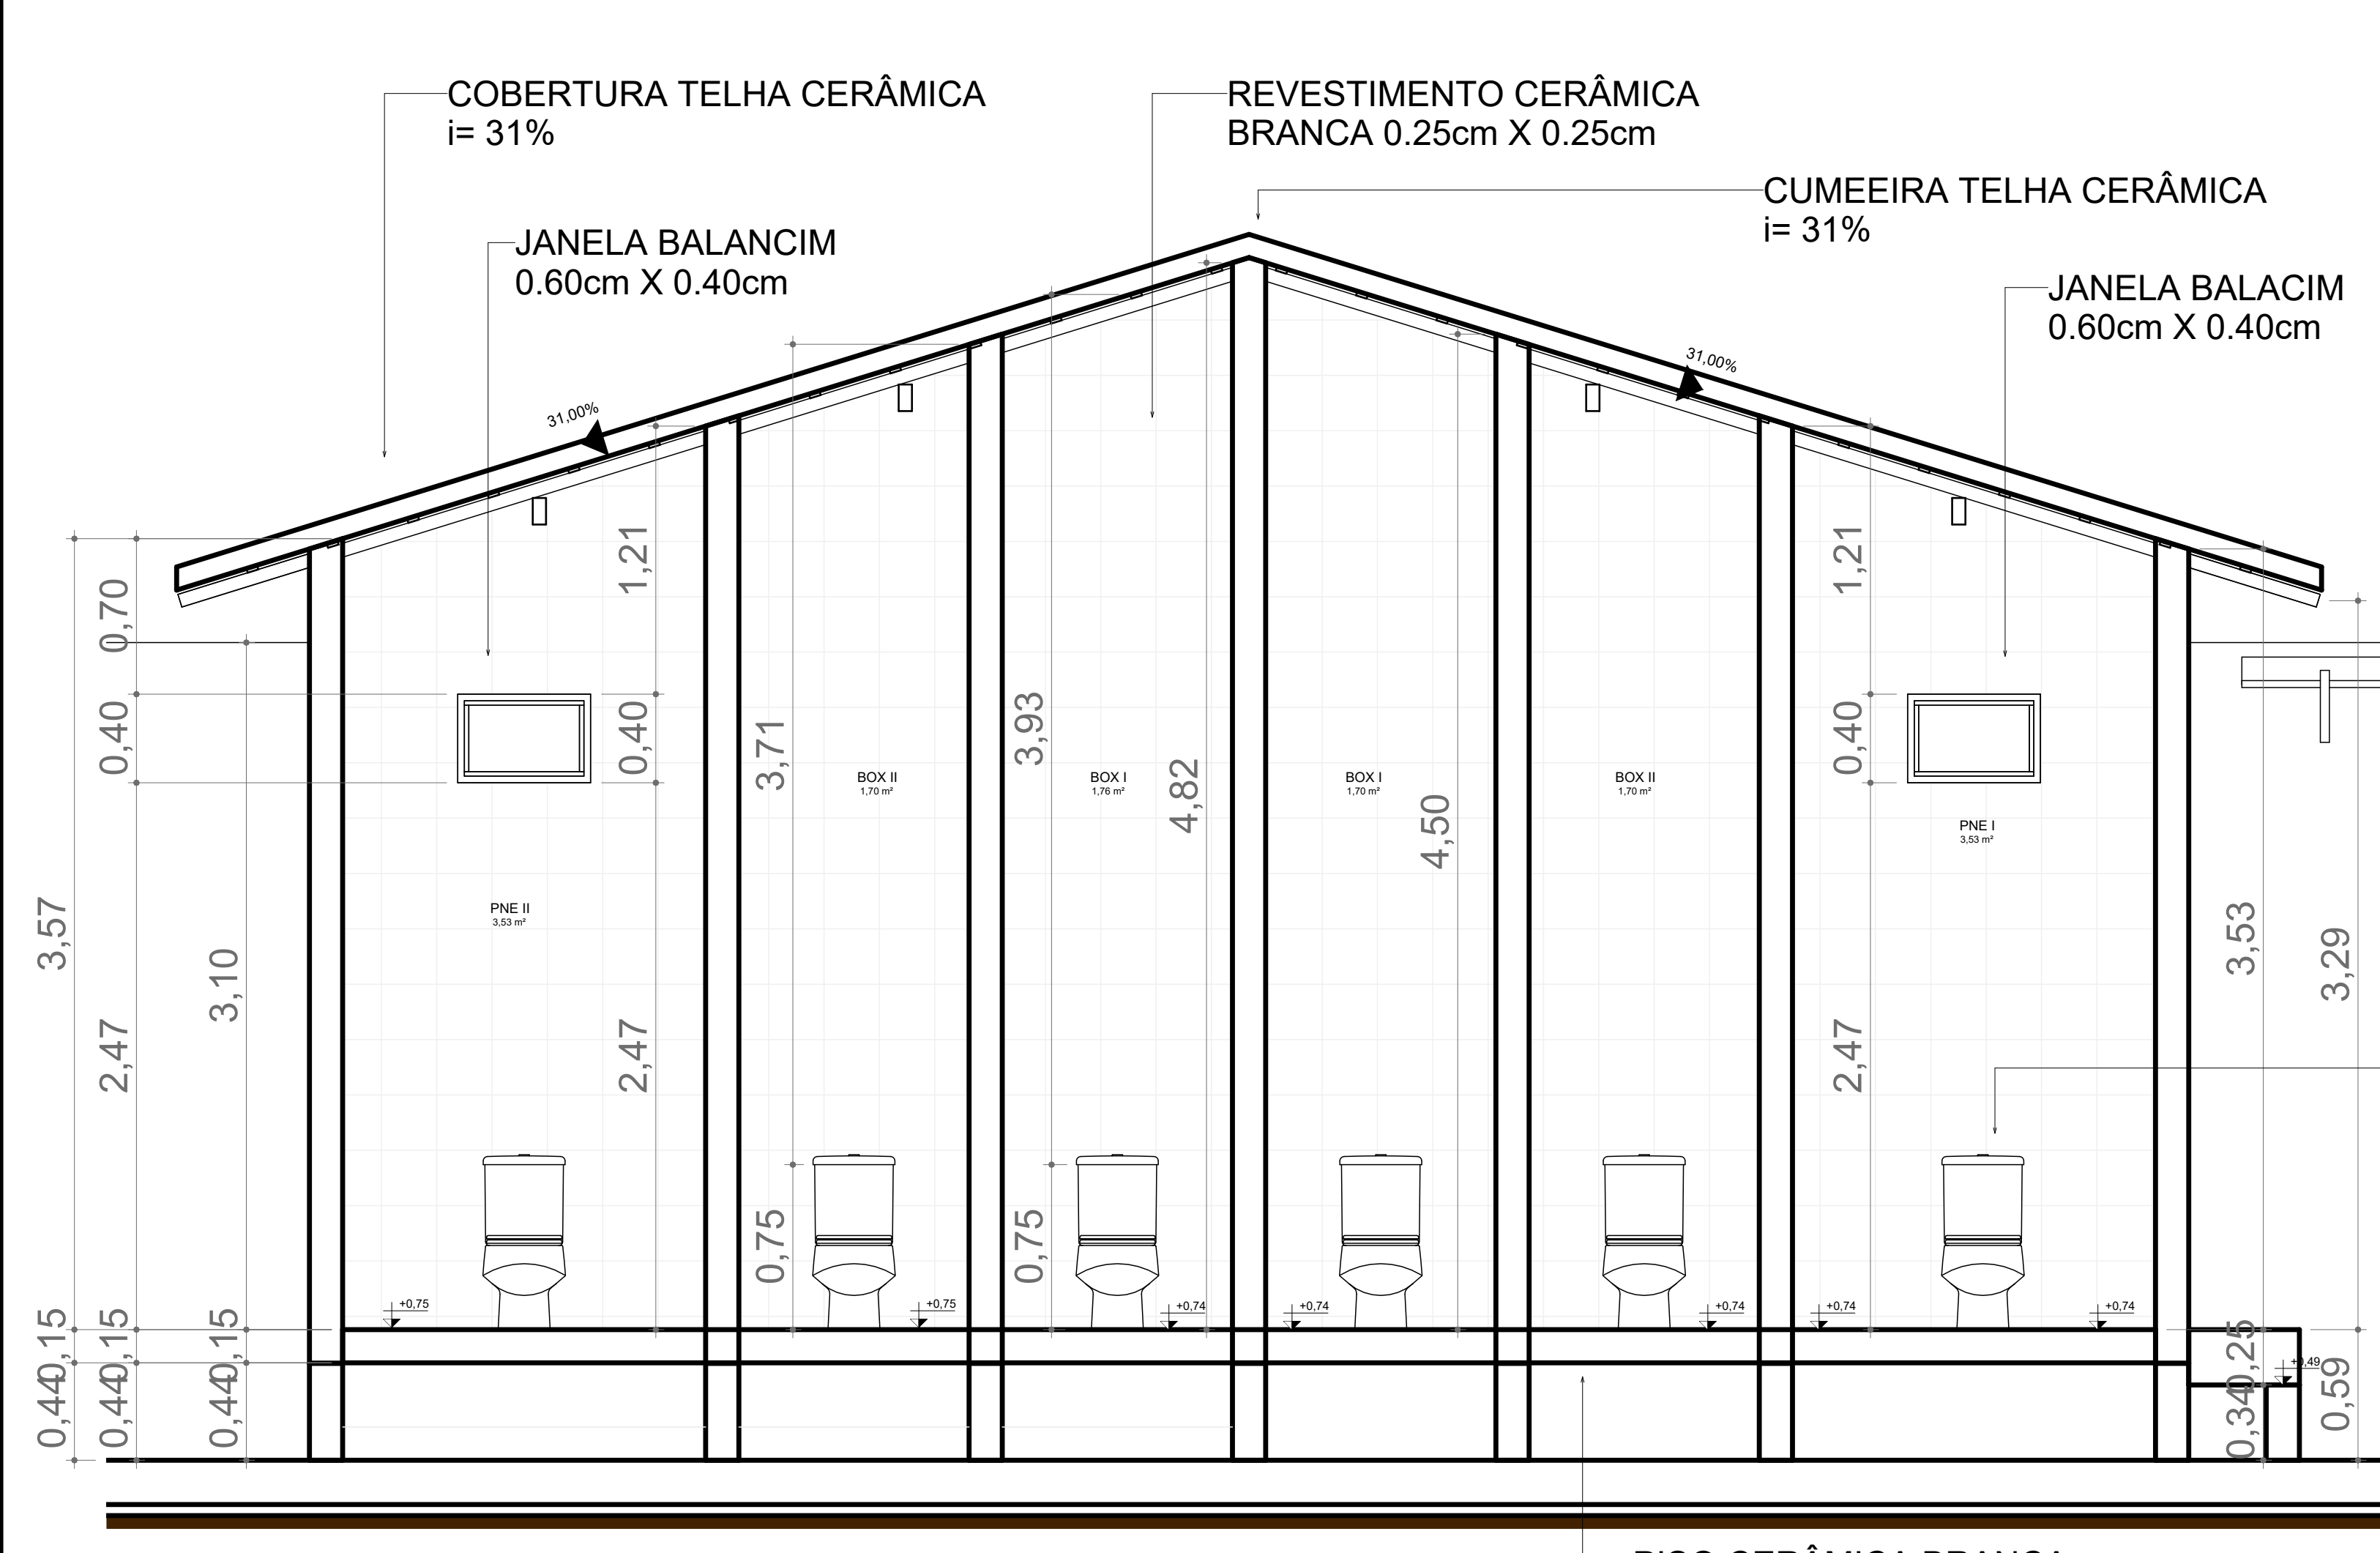 COBERTURA TELHA CERÂMICA
i= 31%
REVESTIMENTO CERÂMICA
BRANCA 0.25cm X 0.25cm
CUMEEIRA TELHA CERÂMICA
i= 31%
JANELA BALANCIM
0.60cm X 0.40cm
JANELA BALACIM
0.60cm X 0.40cm
31,00%
31,00%
1,21
1,21
0,70
0,40
0,40
3,71
3,93
4,82
4,50
0,40
BOX II
1,70 m²
BOX I
1,76 m²
BOX I
1,70 m²
BOX II
1,70 m²
PNE I
3,53 m²
PNE II
3,53 m²
3,57
3,10
2,47
2,47
2,47
3,53
3,29
0,75
0,75
+0,75
+0,75
+0,74
+0,74
+0,74
+0,74
+0,74
0,15
0,15
0,15
0,25
+0,49
0,44
0,44
0,44
0,34
0,59
PISO CERÂMICA BRANCA